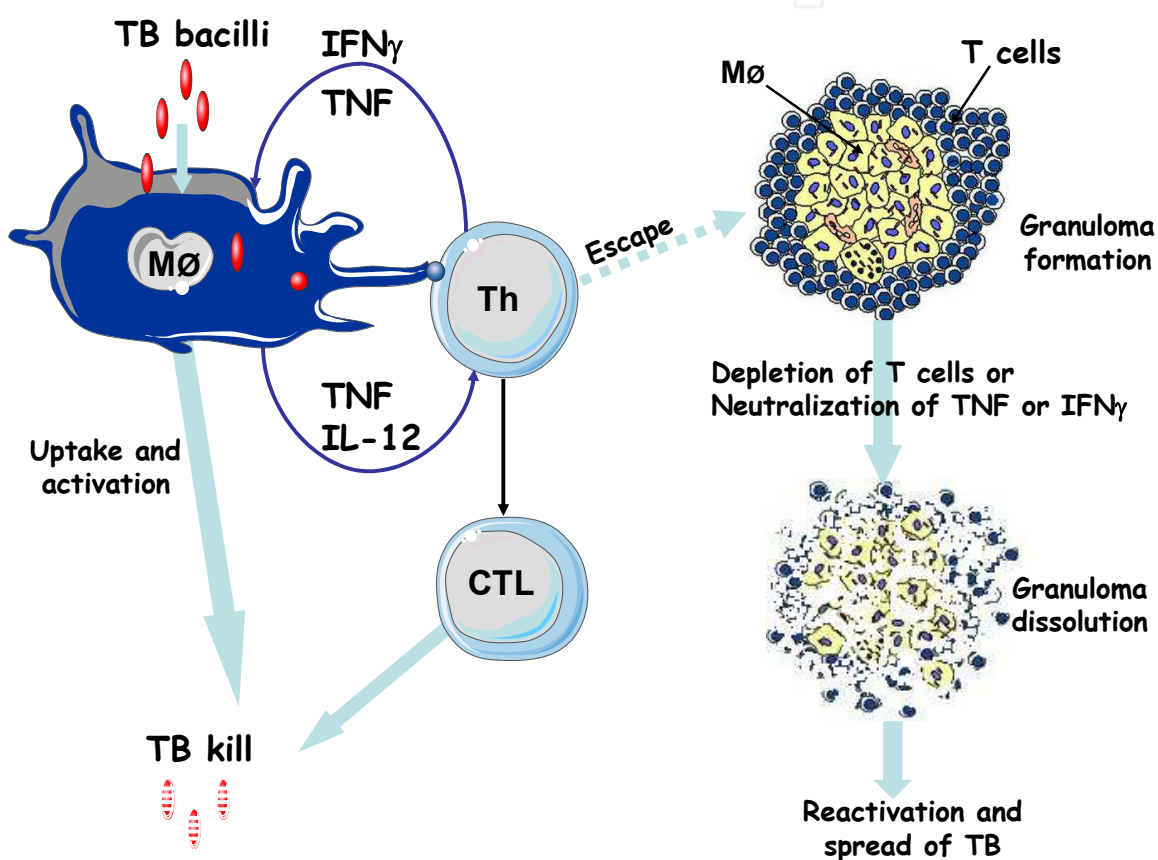 TB bacilli
IFNγ
TNF
MØ
Th
TNF
IL-12
Uptake and
activation
CTL
TB kill
Escape
MØ
T cells
Granuloma
formation
Depletion of T cells or
Neutralization of TNF or IFNγ
Granuloma
dissolution
Reactivation and
spread of TB